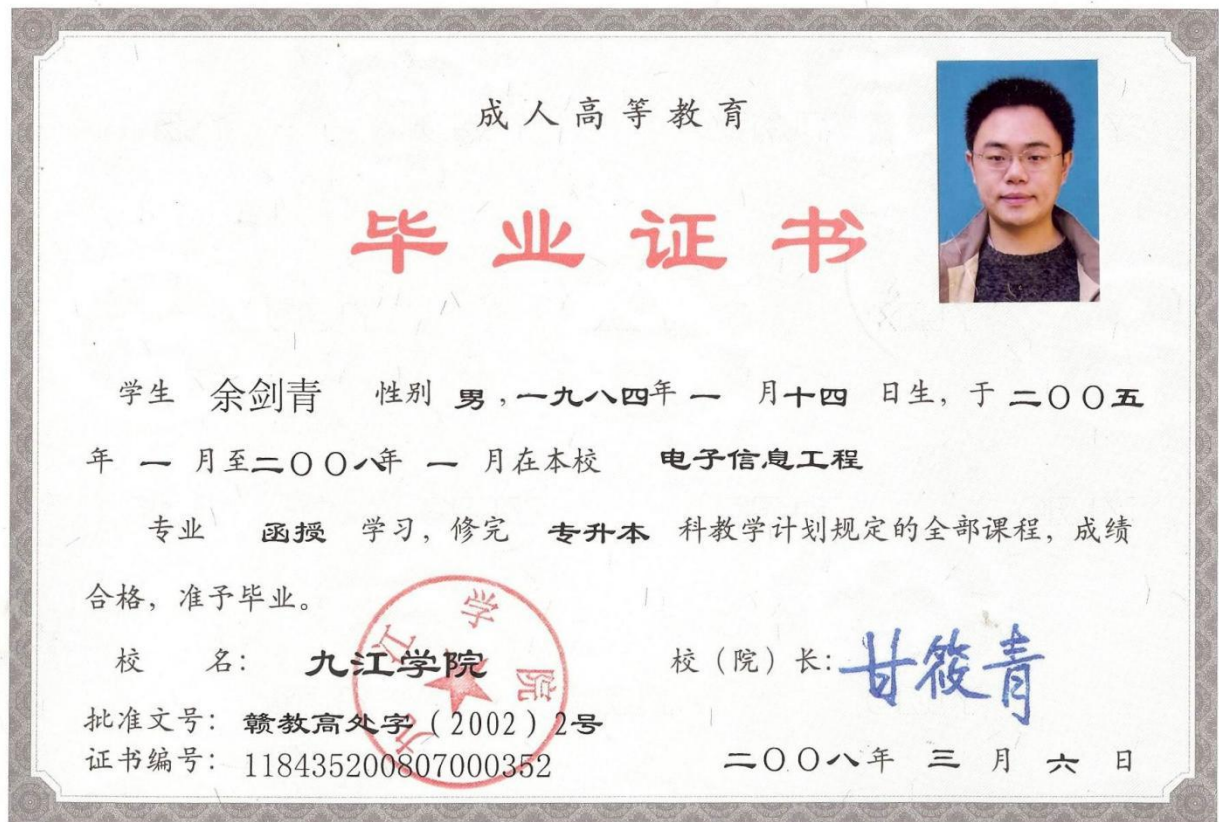 成人高等教育
毕业证书
学生 余剑青 性别 男,一九八四年 一 月十四 日生, 于 二〇〇五
年 一 月至二〇〇八年 一 月在本校 电子信息工程
专业 函授 学习, 修完 专升本 科教学计划规定的全部课程, 成绩
合格, 准予毕业。
九江学院
校 名: 九江学院 校(院)长: 甘筱青
批准文号: 赣教高处字(2002)2号
证书编号: 118435200807000352 二〇〇八年 三 月 六 日